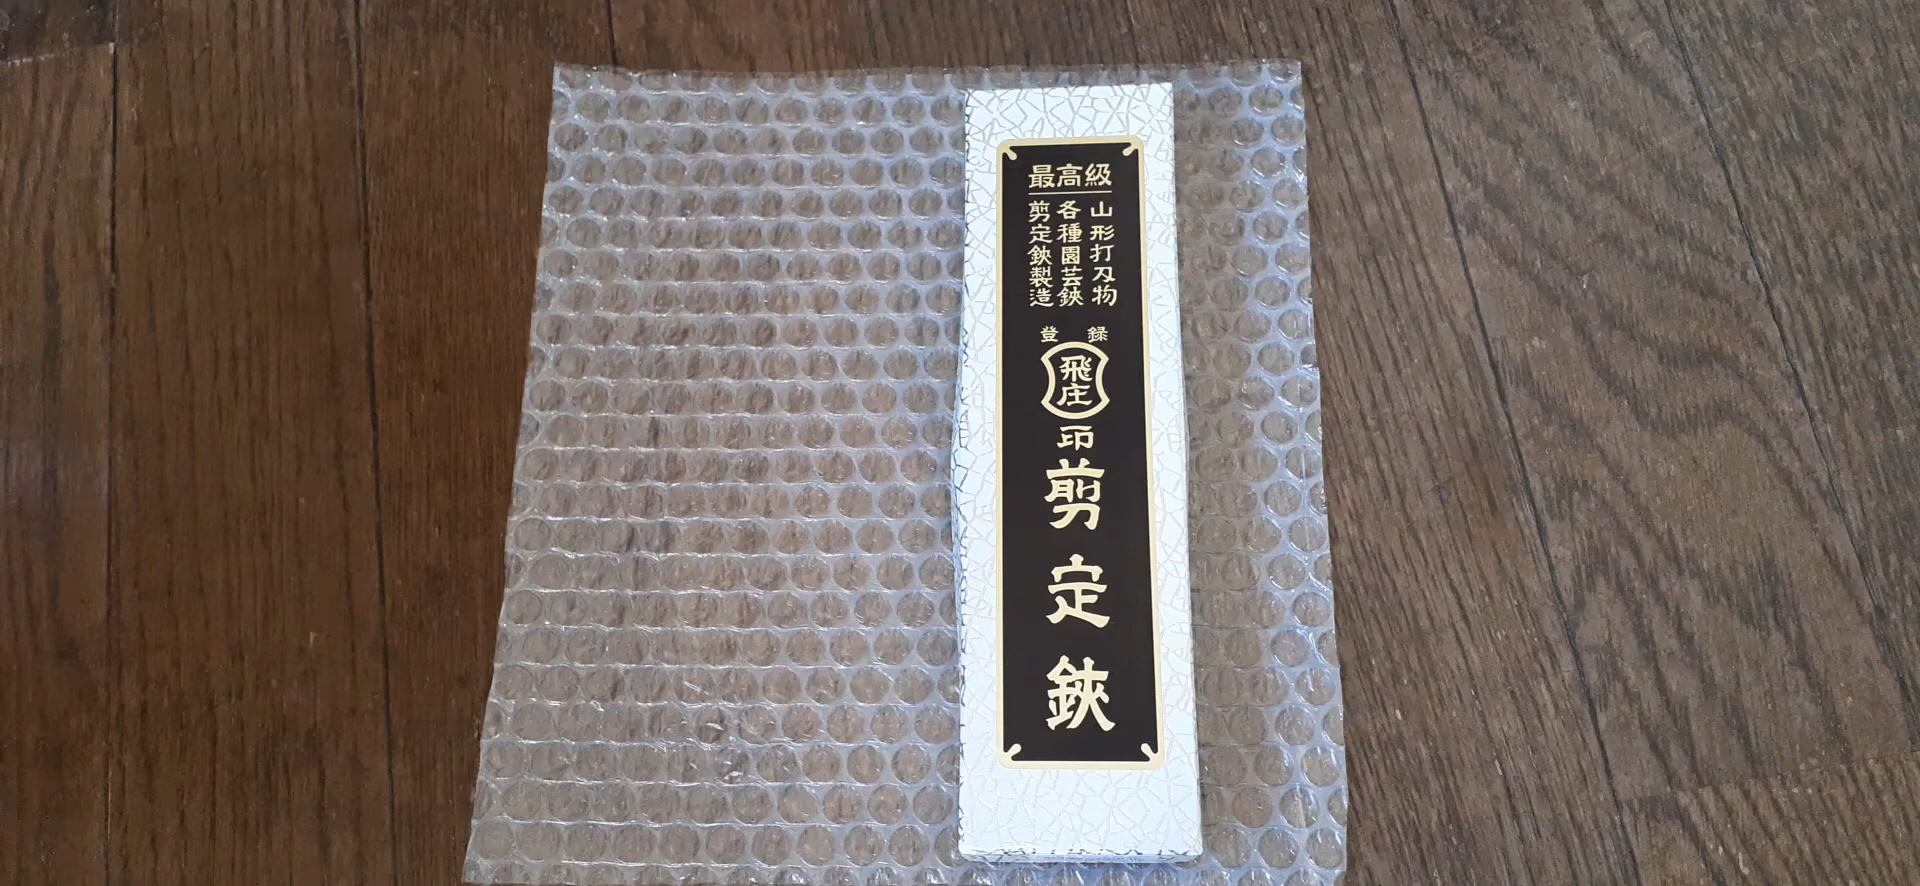 最高級
山形打刃物
各種園芸鋏
剪定鋏製造
登録
飛庄
印
剪定鋏